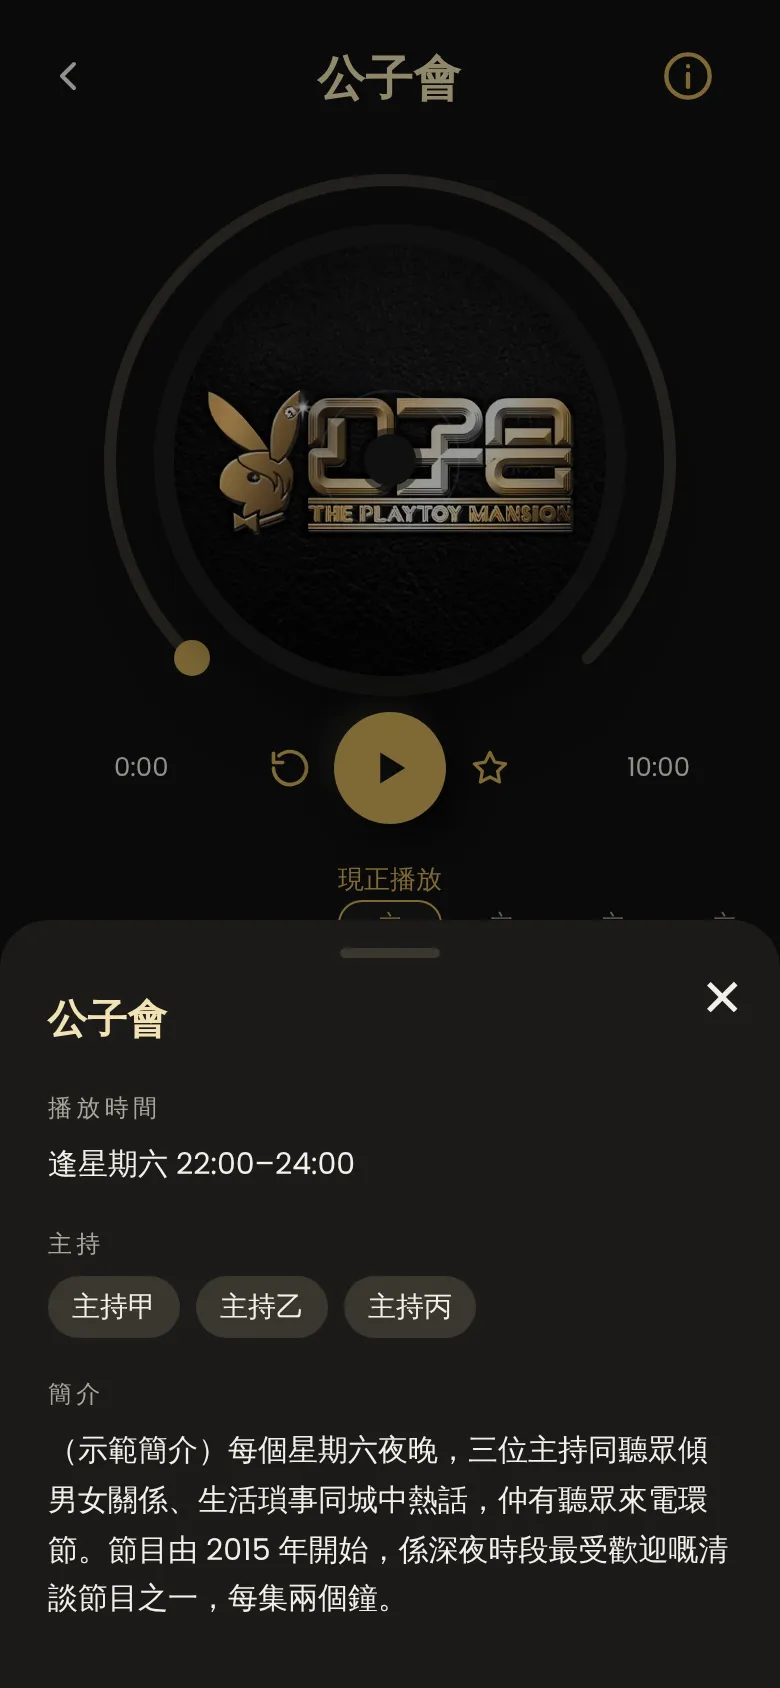 公子會
THE PLAYTOY MANSION
0:00
10:00
現正播放
公子會
播放時間
逢星期六 22:00–24:00
主持
主持甲 主持乙 主持丙
簡介
（示範簡介）每個星期六夜晚，三位主持同聽眾傾
男女關係、生活瑣事同城中熱話，仲有聽眾來電環
節。節目由 2015 年開始，係深夜時段最受歡迎嘅清
談節目之一，每集兩個鐘。